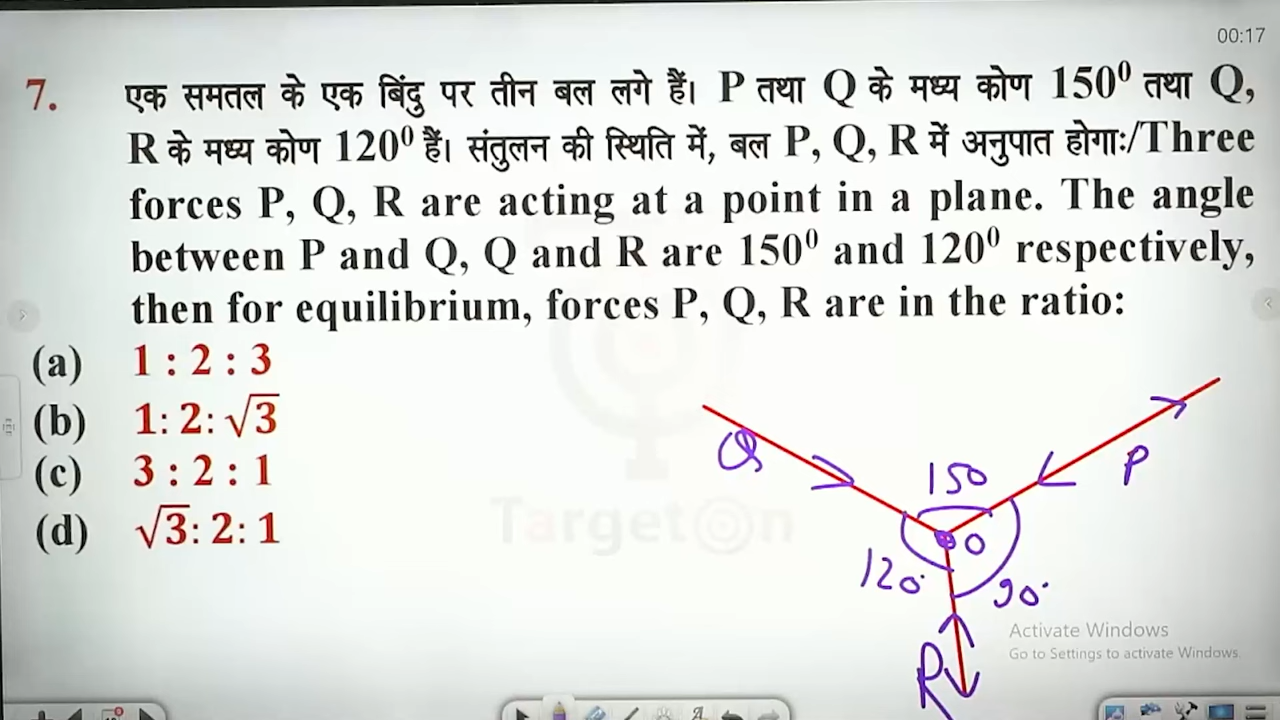 00:17
7. एक समतल के एक बिंदु पर तीन बल लगे हैं। P तथा Q के मध्य कोण 150⁰ तथा Q,
R के मध्य कोण 120⁰ हैं। संतुलन की स्थिति में, बल P, Q, R में अनुपात होगाः/Three
forces P, Q, R are acting at a point in a plane. The angle
between P and Q, Q and R are 150⁰ and 120⁰ respectively,
then for equilibrium, forces P, Q, R are in the ratio:
(a) 1 : 2 : 3
(b) 1: 2: √3
(c) 3 : 2 : 1
(d) √3: 2: 1
Q
P
150
O
120°
90°
R
Target On
Activate Windows
Go to Settings to activate Windows.